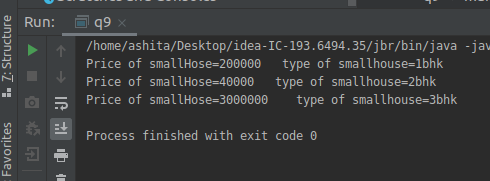 Run: q9
/home/ashita/Desktop/idea-IC-193.6494.35/jbr/bin/java -jav
Price of smallHose=200000   type of smallhouse=1bhk
Price of smallHose=40000   type of smallhouse=2bhk
Price of smallHose=3000000   type of smallhouse=3bhk
Process finished with exit code 0
7: Structure
Favorites